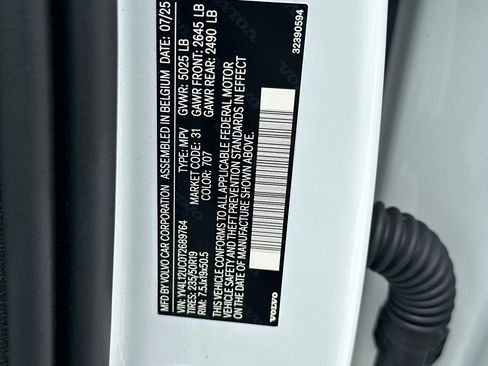 MFD BY VOLVO CAR CORPORATION ASSEMBLED IN BELGIUM DATE: 07/25
VIN: YV4L12UC0T2689764 TYPE: MPV GVWR: 5025 LB
TIRES: 235/50R19 MARKET CODE: 31 GAWR FRONT: 2645 LB
RIM: 7.5Jx19x50.5 COLOR: 707 GAWR REAR: 2490 LB
THIS VEHICLE CONFORMS TO ALL APPLICABLE FEDERAL MOTOR
VEHICLE SAFETY AND THEFT PREVENTION STANDARDS IN EFFECT
ON THE DATE OF MANUFACTURE SHOWN ABOVE.
VOLVO
32390594